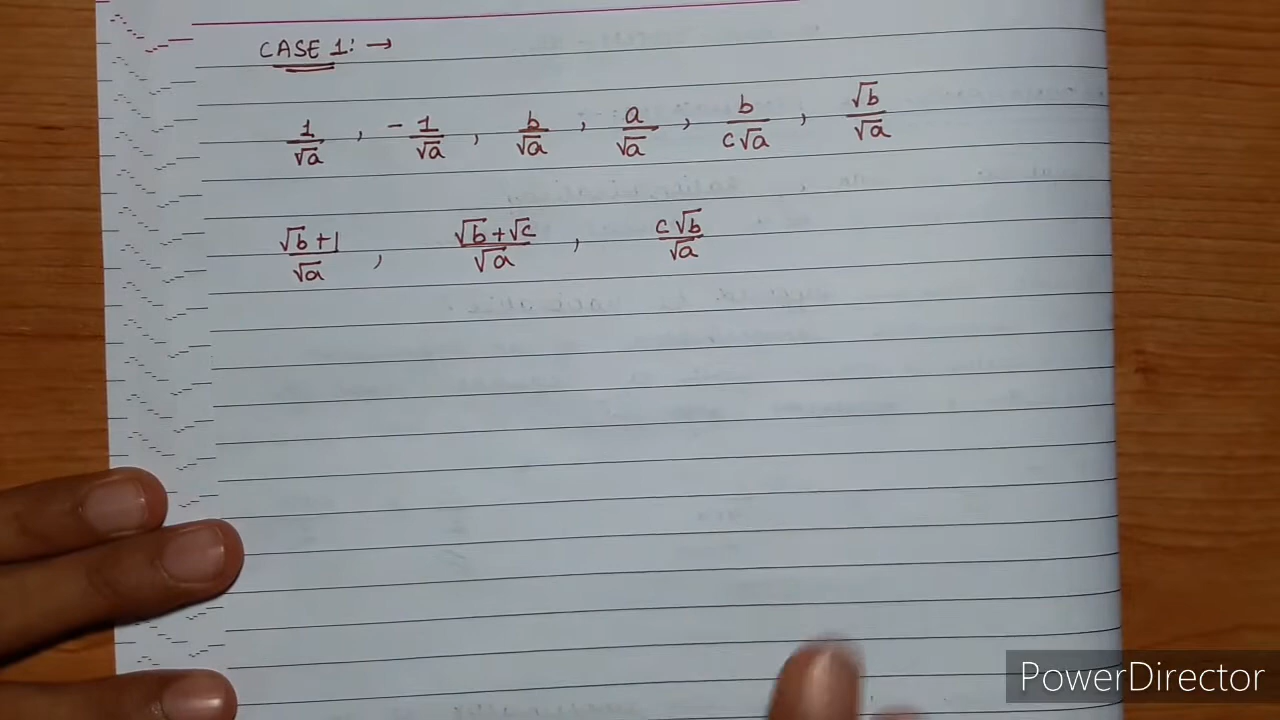 CASE 1: →
1/√a , - 1/√a , b/√a , a/√a , b/c√a , √b/√a
√b+1/√a , √b+√c/√a , c√b/√a
PowerDirector